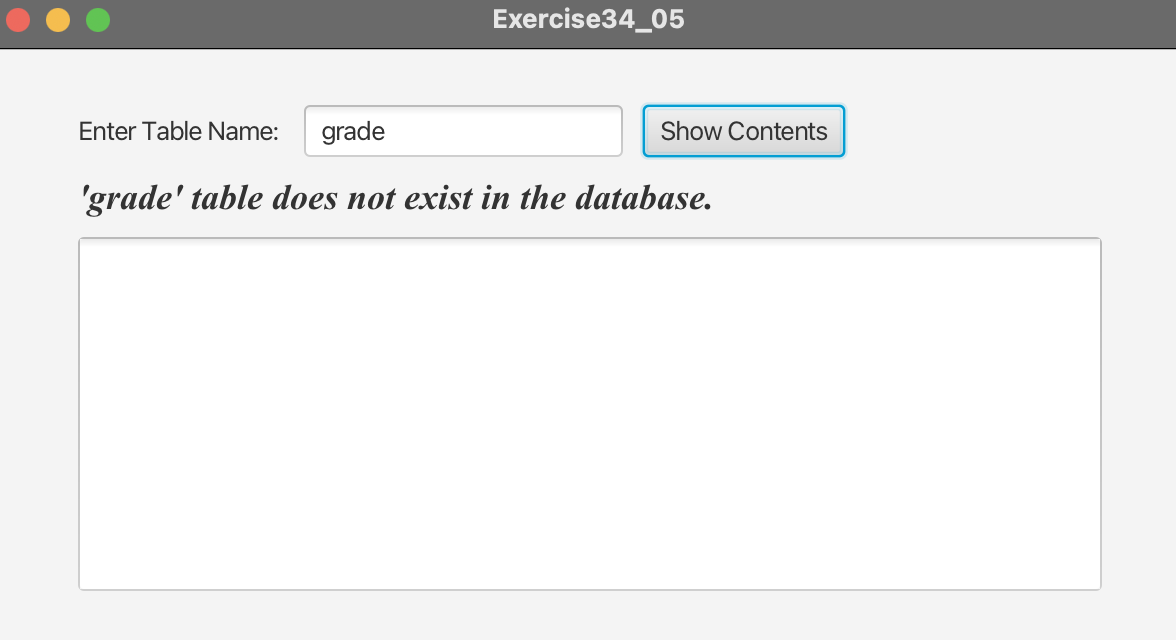 Exercise34_05
Enter Table Name: grade Show Contents
'grade' table does not exist in the database.